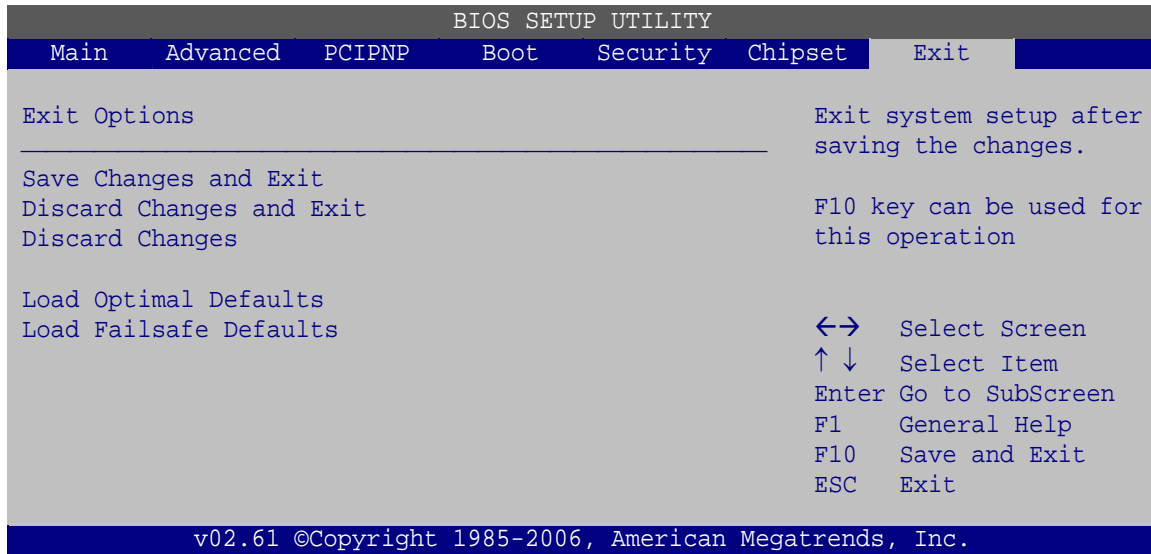 BIOS SETUP UTILITY
Main Advanced PCIPNP Boot Security Chipset Exit
Exit Options
Save Changes and Exit
Discard Changes and Exit
Discard Changes
Load Optimal Defaults
Load Failsafe Defaults
Exit system setup after
saving the changes.
F10 key can be used for
this operation
←→ Select Screen
↑↓ Select Item
Enter Go to SubScreen
F1 General Help
F10 Save and Exit
ESC Exit
v02.61 ©Copyright 1985-2006, American Megatrends, Inc.